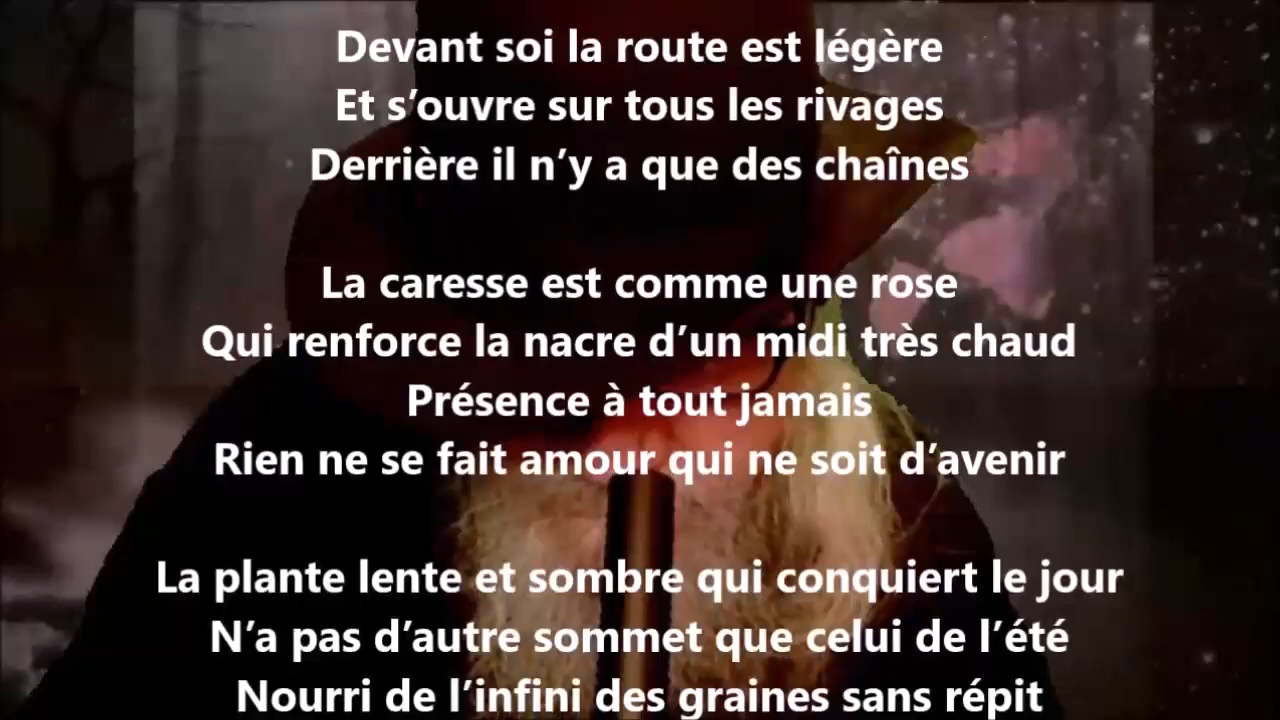 Devant soi la route est légère
Et s’ouvre sur tous les rivages
Derrière il n’y a que des chaînes
La caresse est comme une rose
Qui renforce la nacre d’un midi très chaud
Présence à tout jamais
Rien ne se fait amour qui ne soit d’avenir
La plante lente et sombre qui conquiert le jour
N’a pas d’autre sommet que celui de l’été
Nourri de l’infini des graines sans répit